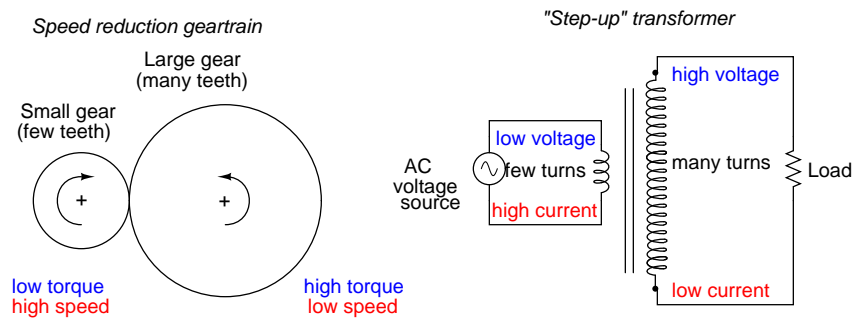 Speed reduction geartrain
Large gear
(many teeth)
Small gear
(few teeth)
+
+
low torque
high speed
high torque
low speed
"Step-up" transformer
high voltage
low voltage
AC
voltage
source
few turns
many turns
Load
high current
low current